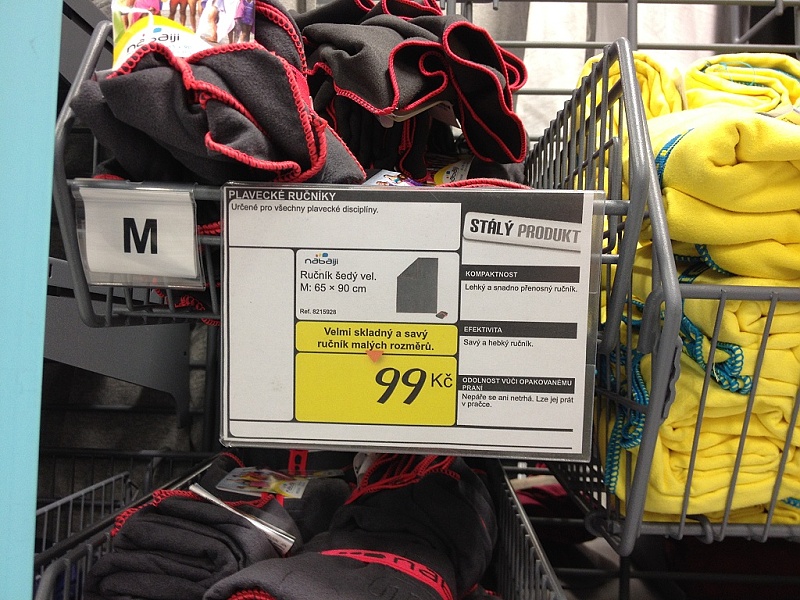 nabaiji
M
PLAVECKÉ RUČNÍKY
Určené pro všechny plavecké disciplíny.
STÁLÝ PRODUKT
nabaiji
Ručník šedý vel.
M: 65 × 90 cm
Ref. 8215928
Velmi skladný a savý
ručník malých rozměrů.
99 Kč
KOMPAKTNOST
Lehký a snadno přenosný ručník.
EFEKTIVITA
Savý a hebký ručník.
ODOLNOST VŮČI OPAKOVANÉMU
PRANÍ
Nepáře se ani netrhá. Lze jej prát
v pračce.